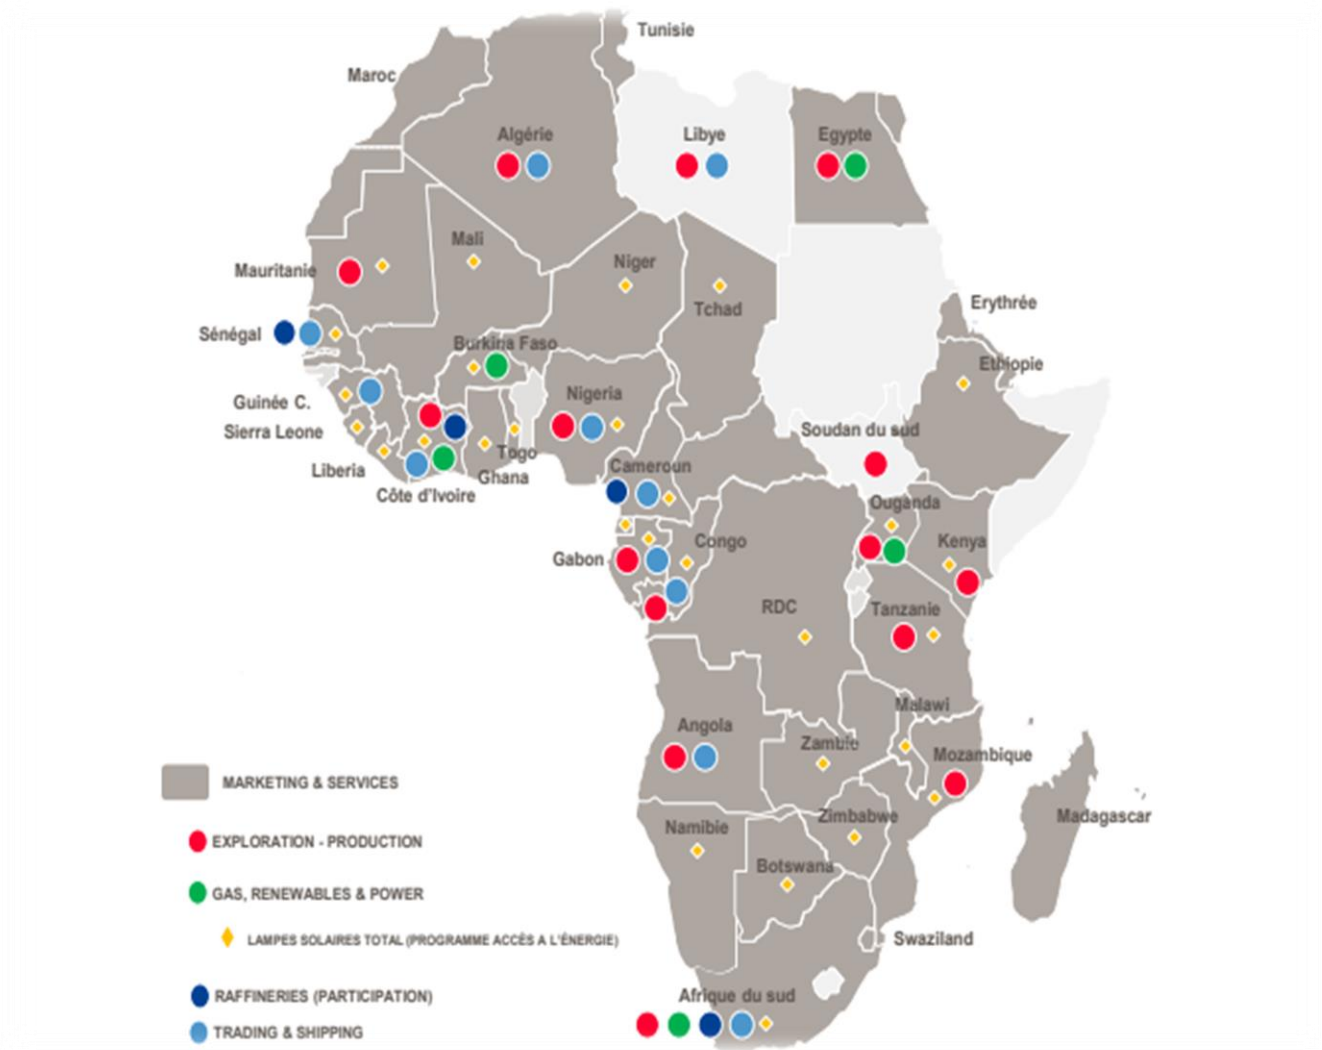 Tunisie
Maroc
Algérie
Libye
Egypte
Mali
Niger
Mauritanie
Tchad
Erythrée
Sénégal
Burkina Faso
Ethiopie
Nigeria
Guinée C.
Sierra Leone
Soudan du sud
Togo
Cameroun
Liberia
Ghana
Côte d'Ivoire
Ouganda
Congo
Kenya
Gabon
RDC
Tanzanie
Malawi
Angola
Zambie
Mozambique
MARKETING & SERVICES
Zimbabwe
Madagascar
Namibie
EXPLORATION - PRODUCTION
Botswana
GAS, RENEWABLES & POWER
LAMPES SOLAIRES TOTAL (PROGRAMME ACCÈS A L'ÉNERGIE)
Swaziland
RAFFINERIES (PARTICIPATION)
Afrique du sud
TRADING & SHIPPING